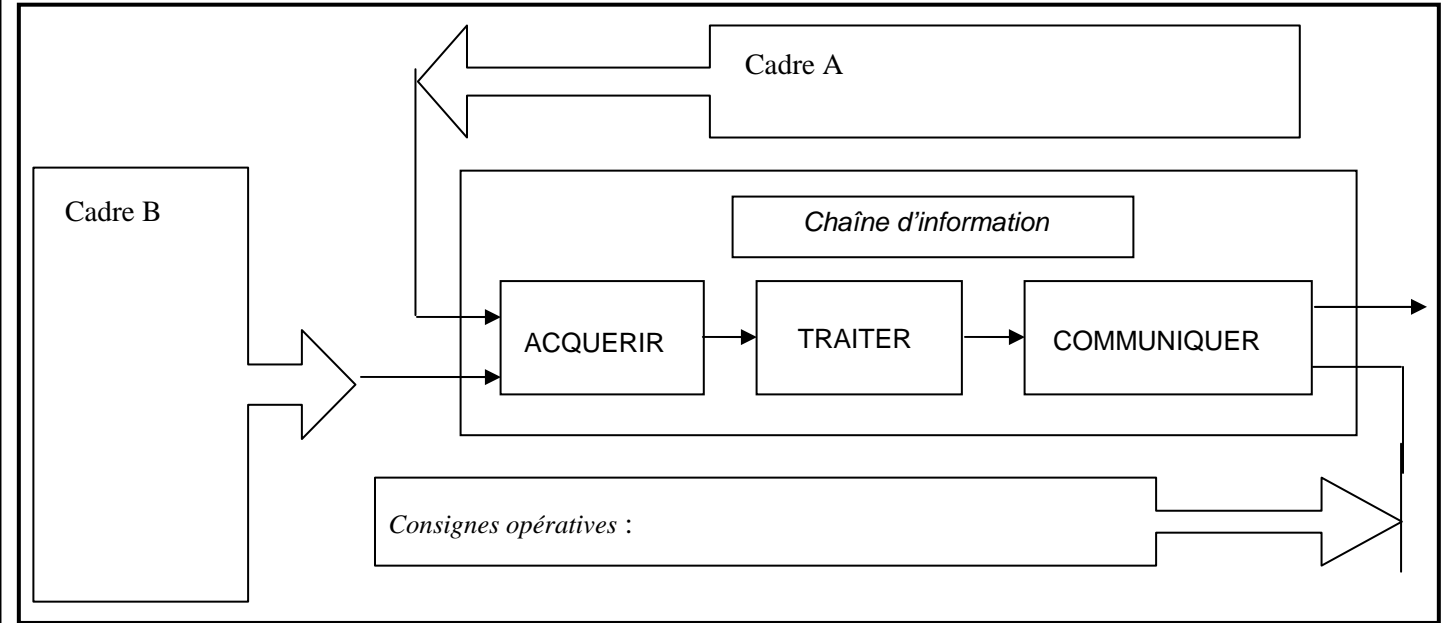 Cadre A
Cadre B
Chaîne d'information
ACQUERIR
TRAITER
COMMUNIQUER
Consignes opératives :